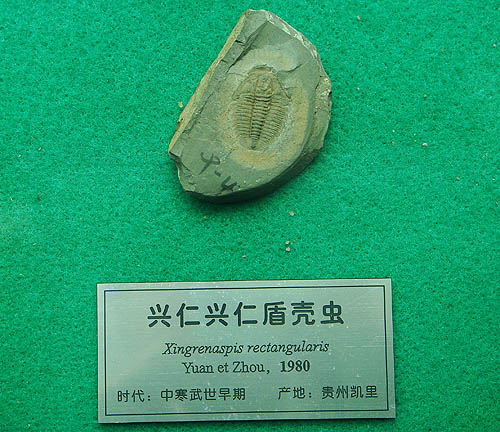 兴仁兴仁盾壳虫
Xingrenaspis rectangularis
Yuan et Zhou, 1980
时代: 中寒武世早期 产地: 贵州凯里